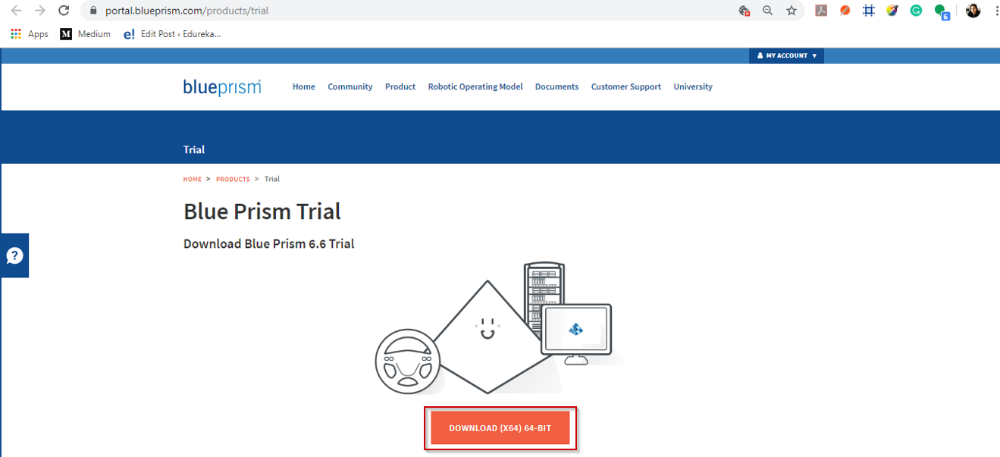 portal.blueprism.com/products/trial
6
Apps M Medium e! Edit Post ‹ Edureka...
MY ACCOUNT
blueprism Home Community Product Robotic Operating Model Documents Customer Support University
Trial
HOME > PRODUCTS > Trial
Blue Prism Trial
Download Blue Prism 6.6 Trial
?
DOWNLOAD (X64) 64-BIT